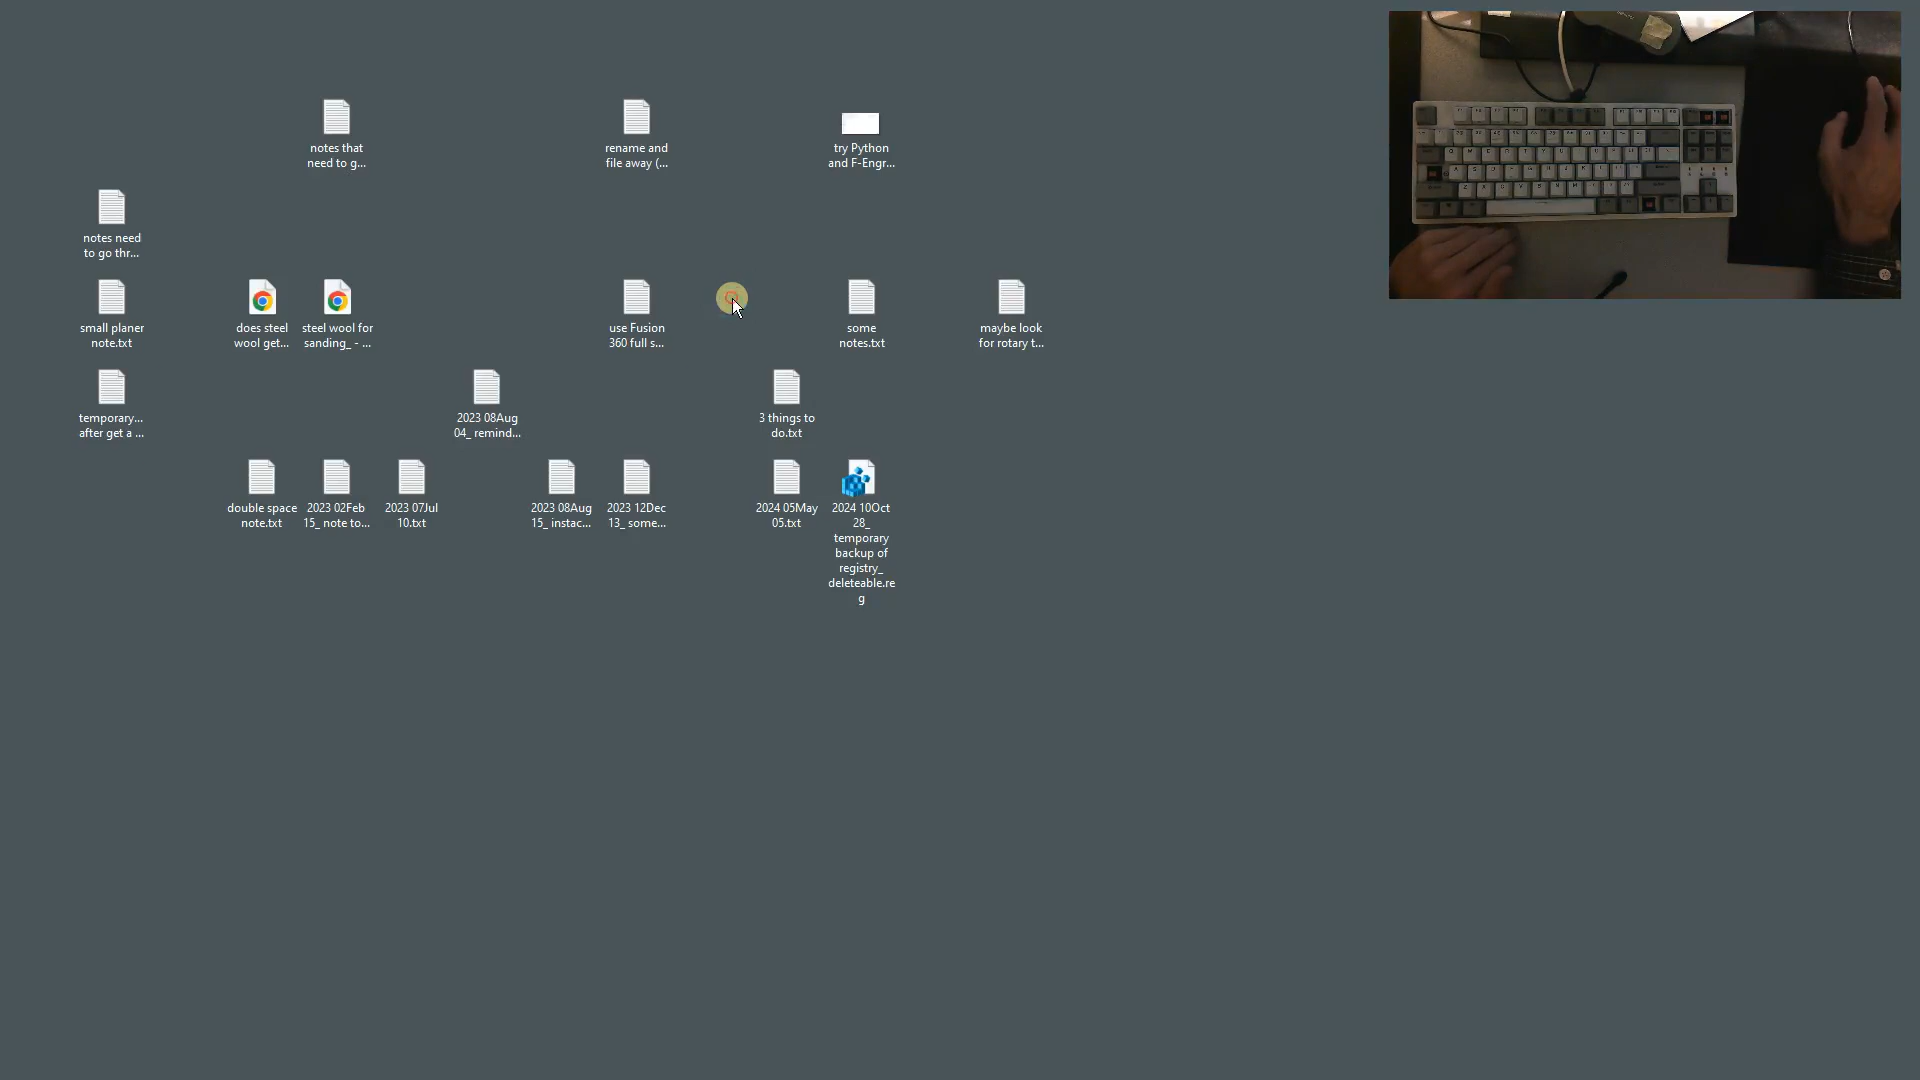 notes that
need to g...
rename and
file away (...
try Python
and F-Engr...
notes need
to go thr...
small planer
note.txt
does steel
wool get...
steel wool for
sanding_ - ...
use Fusion
360 full s...
some
notes.txt
maybe look
for rotary t...
temporary...
after get a ...
2023 08Aug
04_ remind...
3 things to
do.txt
double space
note.txt
2023 02Feb
15_ note to...
2023 07Jul
10.txt
2023 08Aug
15_ instac...
2023 12Dec
13_ some...
2024 05May
05.txt
2024 10Oct
28_
temporary
backup of
registry_
deleteable.re
g